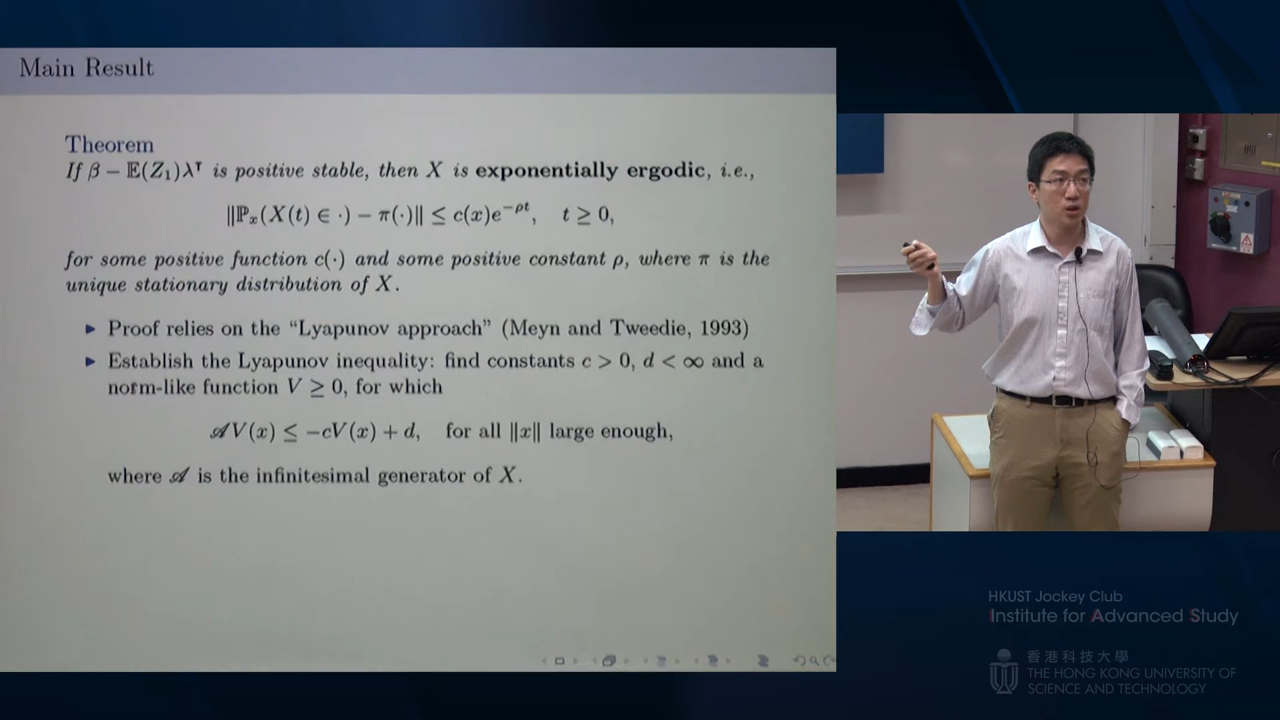 Main Result
Theorem
If β − 𝔼(Z₁)λᵀ is positive stable, then X is exponentially ergodic, i.e.,
‖ℙₓ(X(t) ∈ ·) − π(·)‖ ≤ c(x)e^{−ρt}, t ≥ 0,
for some positive function c(·) and some positive constant ρ, where π is the
unique stationary distribution of X.
▶ Proof relies on the “Lyapunov approach” (Meyn and Tweedie, 1993)
▶ Establish the Lyapunov inequality: find constants c > 0, d < ∞ and a
norm-like function V ≥ 0, for which
𝒜V(x) ≤ −cV(x) + d, for all ‖x‖ large enough,
where 𝒜 is the infinitesimal generator of X.
HKUST Jockey Club
Institute for Advanced Study
香港科技大學
THE HONG KONG UNIVERSITY OF
SCIENCE AND TECHNOLOGY